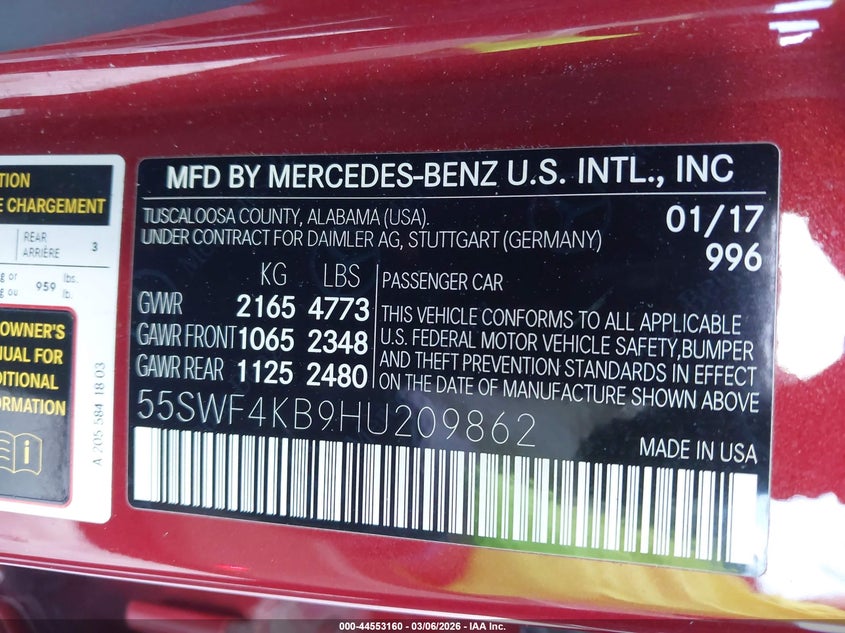 TION
E CHARGEMENT
REAR
ARRIÈRE
3
g or
g ou
959
lbs.
lb.
OWNER'S
NUAL FOR
DITIONAL
ORMATION
A 205 584 18 03
MFD BY MERCEDES-BENZ U.S. INTL., INC
TUSCALOOSA COUNTY, ALABAMA (USA).
UNDER CONTRACT FOR DAIMLER AG, STUTTGART (GERMANY)
01/17
996
KG LBS
GVWR 2165 4773
GAWR FRONT 1065 2348
GAWR REAR 1125 2480
PASSENGER CAR
THIS VEHICLE CONFORMS TO ALL APPLICABLE
U.S. FEDERAL MOTOR VEHICLE SAFETY,BUMPER
AND THEFT PREVENTION STANDARDS IN EFFECT
ON THE DATE OF MANUFACTURE SHOWN ABOVE
55SWF4KB9HU209862
MADE IN USA
000-44553160 - 03/06/2026 - IAA Inc.